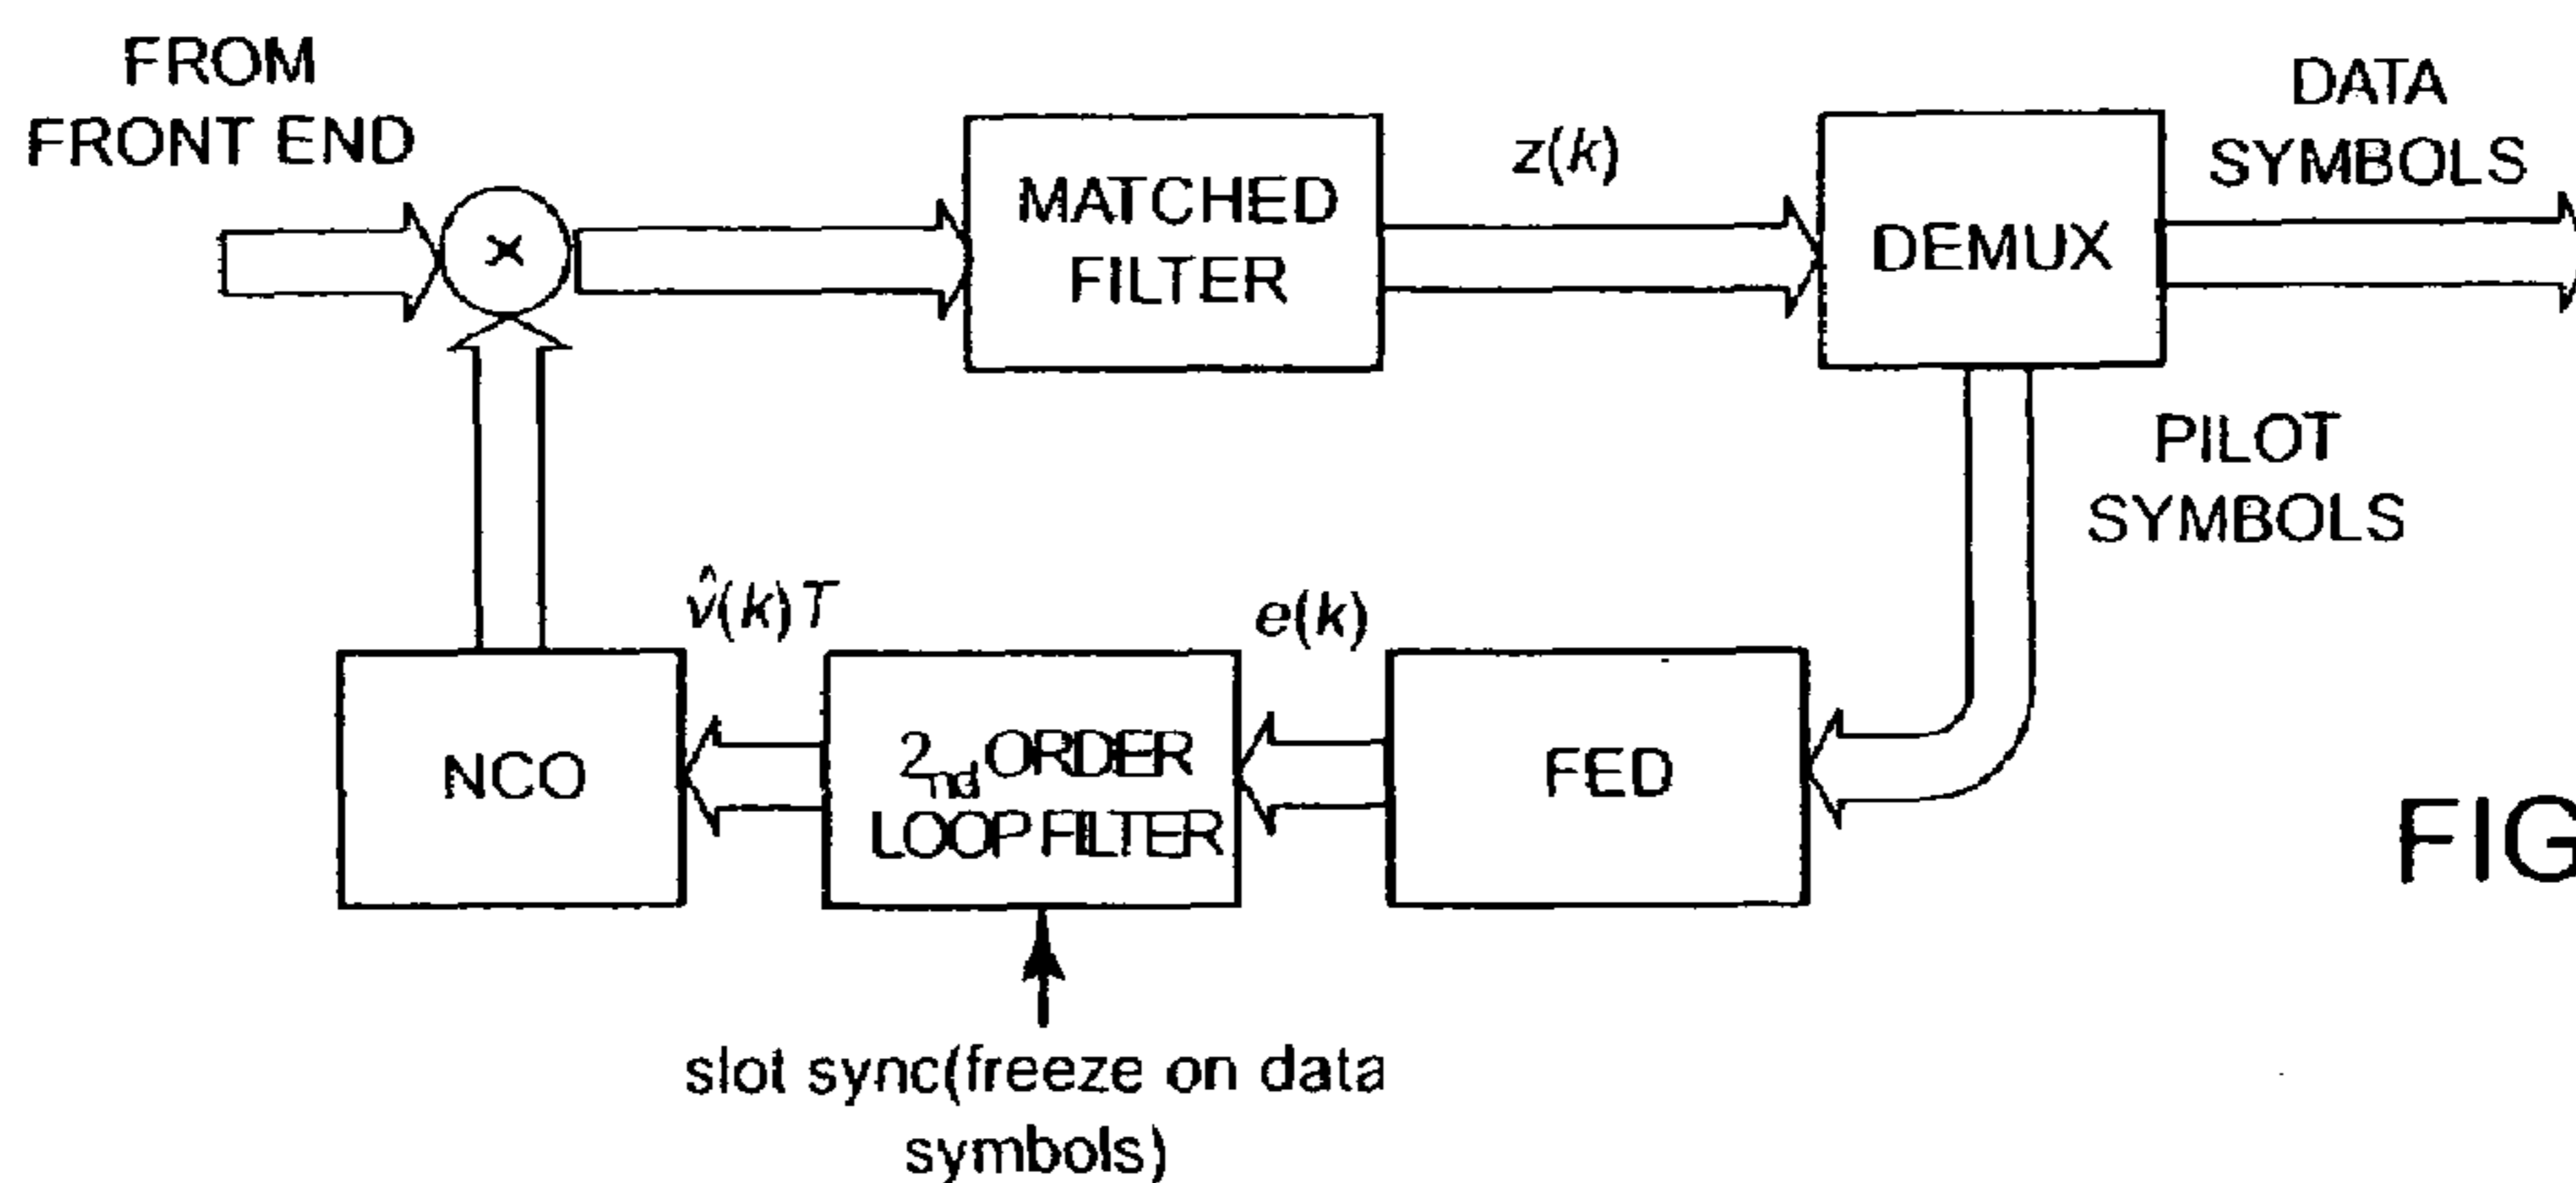 FROM
FRONT END
×
MATCHED
FILTER
z(k)
DEMUX
DATA
SYMBOLS
PILOT
SYMBOLS
NCO
v̂(k)T
2nd ORDER
LOOP FILTER
e(k)
FED
slot sync(freeze on data
symbols)
FIG